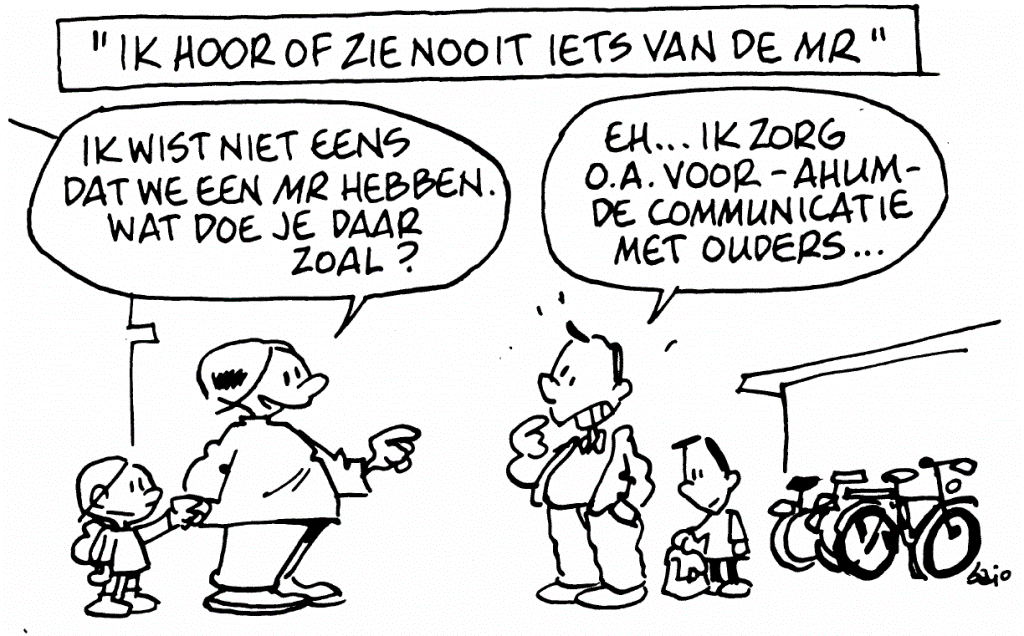 "IK HOOR OF ZIE NOOIT IETS VAN DE MR"
IK WIST NIET EENS
DAT WE EEN MR HEBBEN.
WAT DOE JE DAAR
ZOAL?
EH... IK ZORG
O.A. VOOR - AHUM -
DE COMMUNICATIE
MET OUDERS...